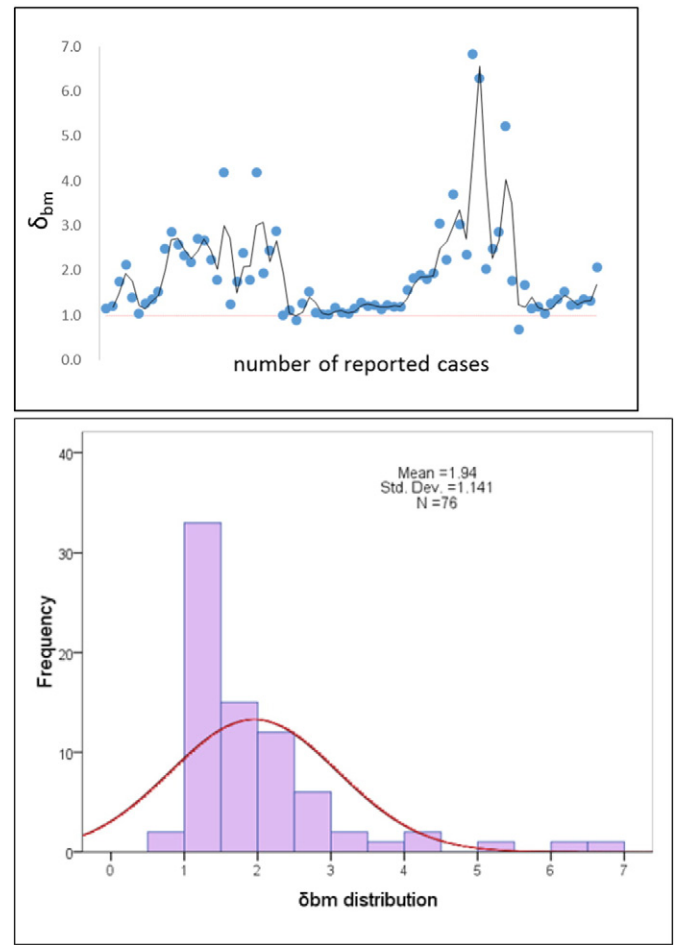 7.0
6.0
5.0
4.0
3.0
2.0
1.0
0.0
δbm
number of reported cases
Mean =1.94
Std. Dev. =1.141
N =76
40
30
20
10
0
Frequency
0 1 2 3 4 5 6 7
δbm distribution